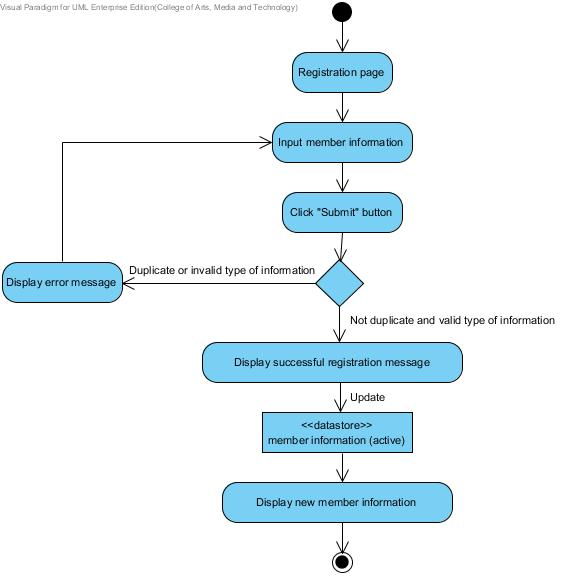 Visual Paradigm for UML Enterprise Edition(College of Arts, Media and Technology)
Registration page
Input member information
Click "Submit" button
Duplicate or invalid type of information
Display error message
Not duplicate and valid type of information
Display successful registration message
Update
<<datastore>>
member information (active)
Display new member information